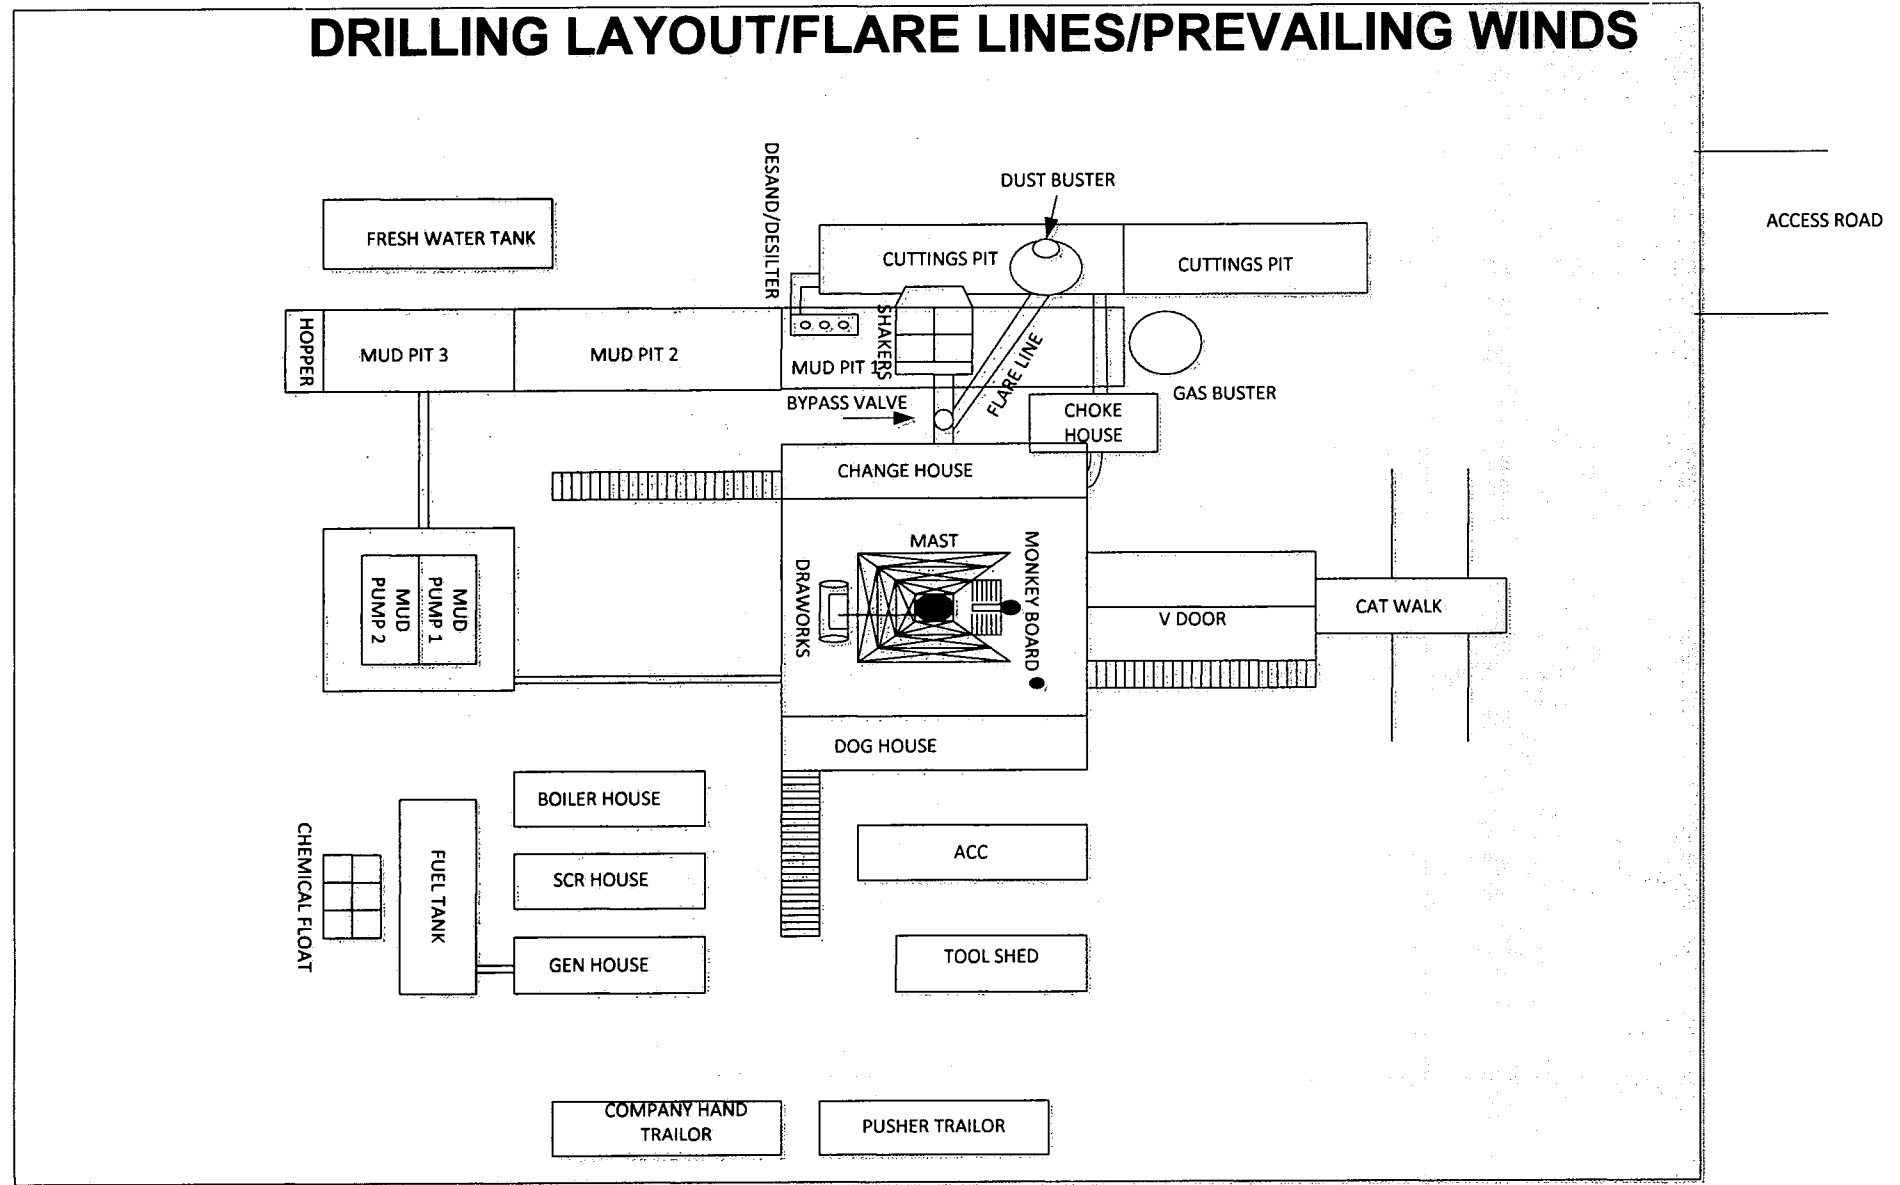 DRILLING LAYOUT/FLARE LINES/PREVAILING WINDS
DESAND/DESILTER
DUST BUSTER
ACCESS ROAD
FRESH WATER TANK
CUTTINGS PIT
CUTTINGS PIT
HOPPER
MUD PIT 3
MUD PIT 2
MUD PIT 1
SHAKERS
FLARE LINE
GAS BUSTER
BYPASS VALVE
CHOKE
HOUSE
CHANGE HOUSE
MAST
MONKEY BOARD
DRAWORKS
MUD
PUMP 1
MUD
PUMP 2
V DOOR
CAT WALK
DOG HOUSE
BOILER HOUSE
CHEMICAL FLOAT
FUEL TANK
SCR HOUSE
ACC
GEN HOUSE
TOOL SHED
COMPANY HAND
TRAILOR
PUSHER TRAILOR